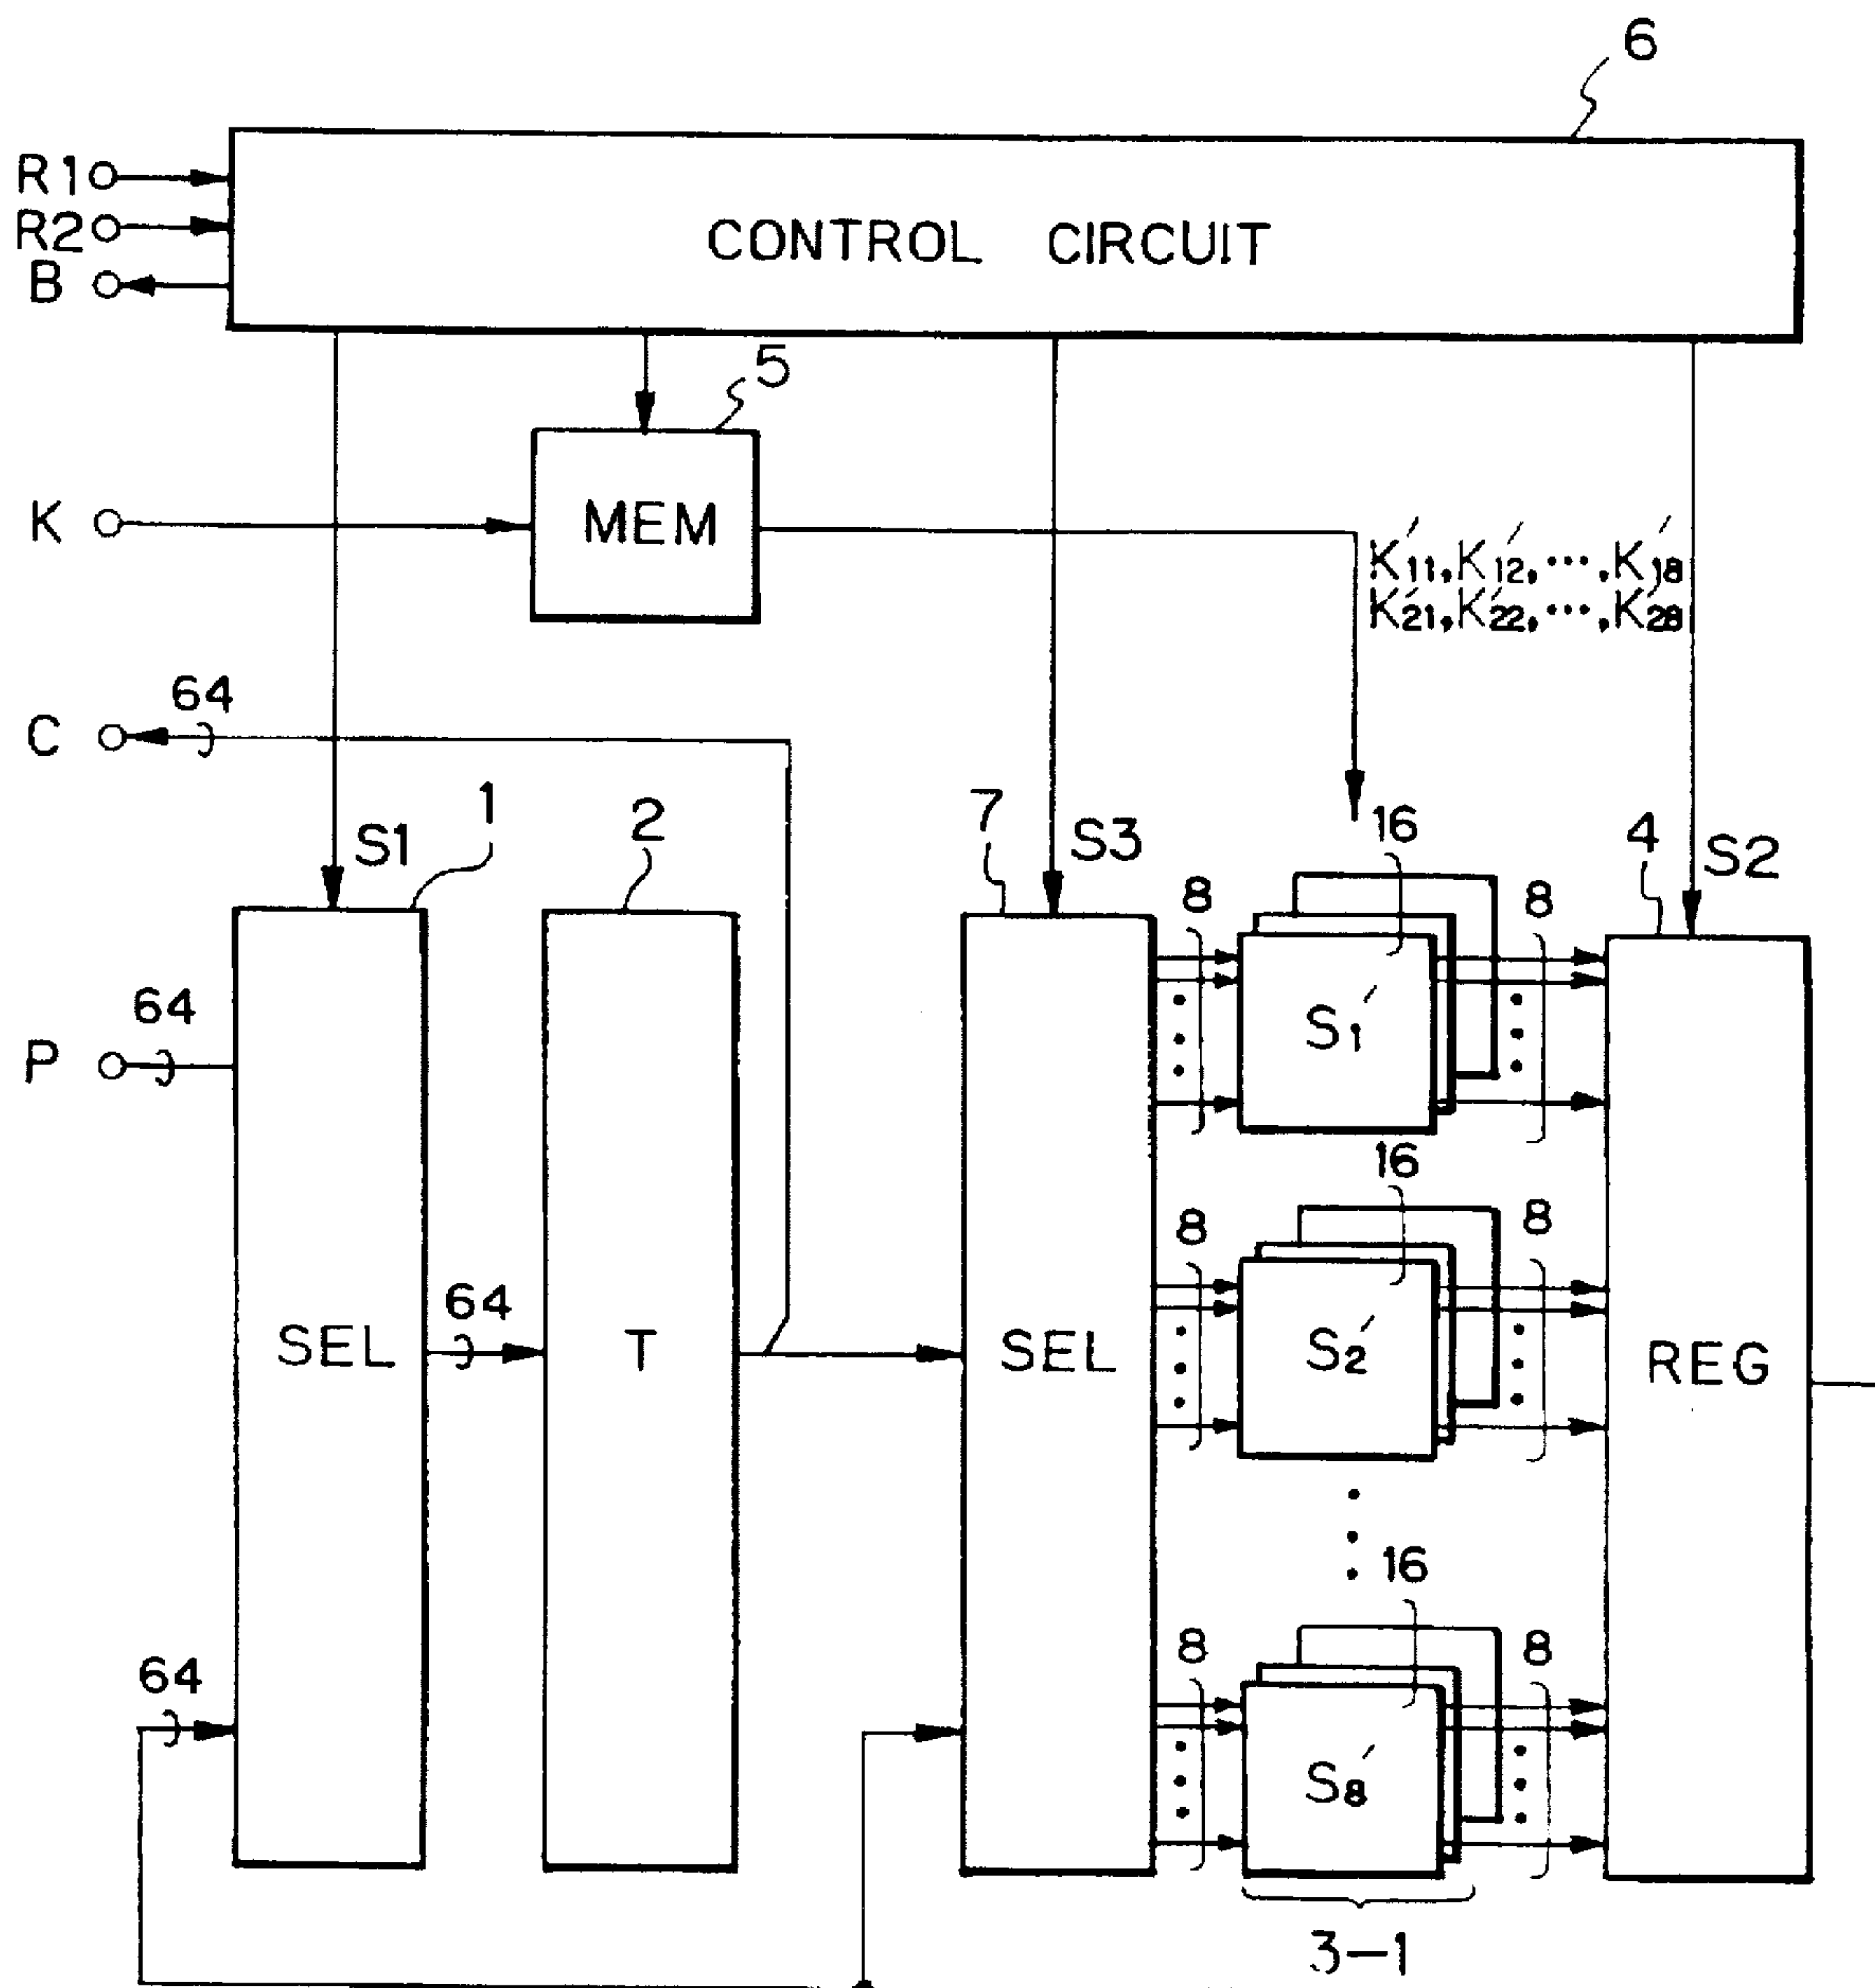 6
R1
R2
B
CONTROL CIRCUIT
5
K
MEM
K'11,K'12,···,K'18
K'21,K'22,···,K'28
C
64
S1
1
2
7
S3
16
4
S2
8
8
P
64
S1'
16
8
8
64
SEL
T
SEL
S2'
REG
16
64
8
8
S8'
3-1